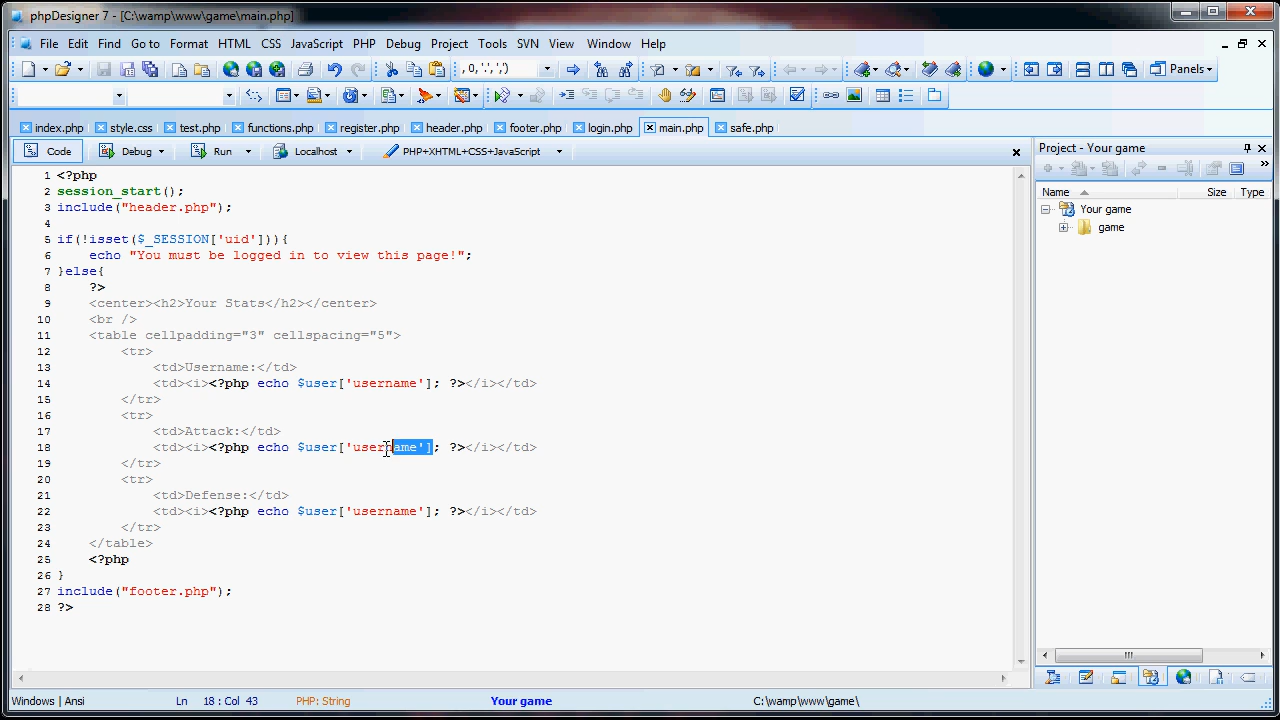 phpDesigner 7 - [C:\wamp\www\game\main.php]
File Edit Find Go to Format HTML CSS JavaScript PHP Debug Project Tools SVN View Window Help
, 0,'.',',')
Panels
index.php style.css test.php functions.php register.php header.php footer.php login.php main.php safe.php
Code Debug Run Localhost PHP+XHTML+CSS+JavaScript
Project - Your game
Name Size Type
Your game
game
1 <?php
2 session_start();
3 include("header.php");
4
5 if(!isset($_SESSION['uid'])){
6 echo "You must be logged in to view this page!";
7 }else{
8 ?>
9 <center><h2>Your Stats</h2></center>
10 <br />
11 <table cellpadding="3" cellspacing="5">
12 <tr>
13 <td>Username:</td>
14 <td><i><?php echo $user['username']; ?></i></td>
15 </tr>
16 <tr>
17 <td>Attack:</td>
18 <td><i><?php echo $user['username']; ?></i></td>
19 </tr>
20 <tr>
21 <td>Defense:</td>
22 <td><i><?php echo $user['username']; ?></i></td>
23 </tr>
24 </table>
25 <?php
26 }
27 include("footer.php");
28 ?>
Windows | Ansi Ln 18 : Col 43 PHP: String Your game C:\wamp\www\game\